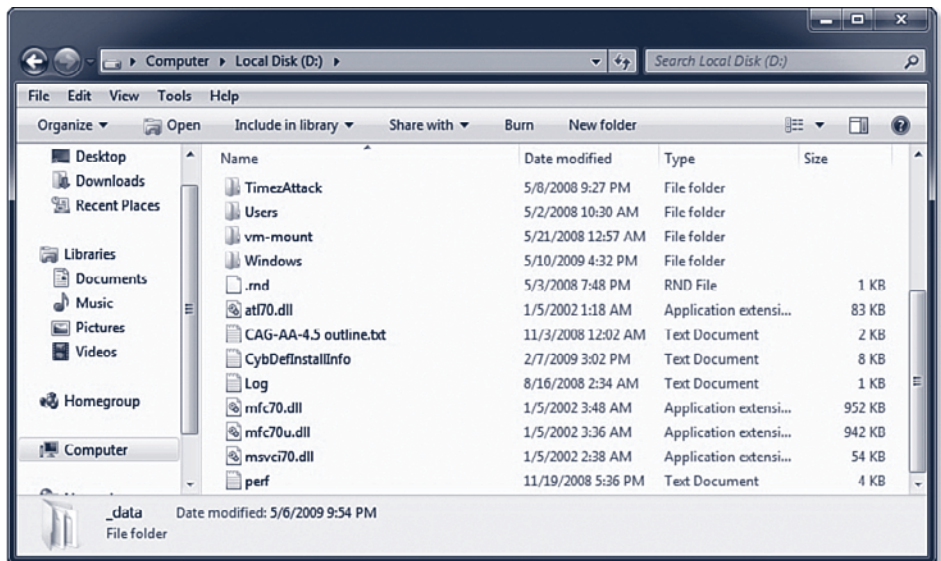 Computer ▸ Local Disk (D:) ▸
Search Local Disk (D:)
File Edit View Tools Help
Organize Open Include in library Share with Burn New folder
Desktop
Downloads
Recent Places
Libraries
Documents
Music
Pictures
Videos
Homegroup
Computer
Name Date modified Type Size
TimezAttack 5/8/2008 9:27 PM File folder
Users 5/2/2008 10:30 AM File folder
vm-mount 5/21/2008 12:57 AM File folder
Windows 5/10/2009 4:32 PM File folder
.rnd 5/3/2008 7:48 PM RND File 1 KB
atl70.dll 1/5/2002 1:18 AM Application extensi... 83 KB
CAG-AA-4.5 outline.txt 11/3/2008 12:02 AM Text Document 2 KB
CybDefInstallInfo 2/7/2009 3:02 PM Text Document 8 KB
Log 8/16/2008 2:34 AM Text Document 1 KB
mfc70.dll 1/5/2002 3:48 AM Application extensi... 952 KB
mfc70u.dll 1/5/2002 3:36 AM Application extensi... 942 KB
msvci70.dll 1/5/2002 2:38 AM Application extensi... 54 KB
perf 11/19/2008 5:36 PM Text Document 4 KB
_data Date modified: 5/6/2009 9:54 PM
File folder